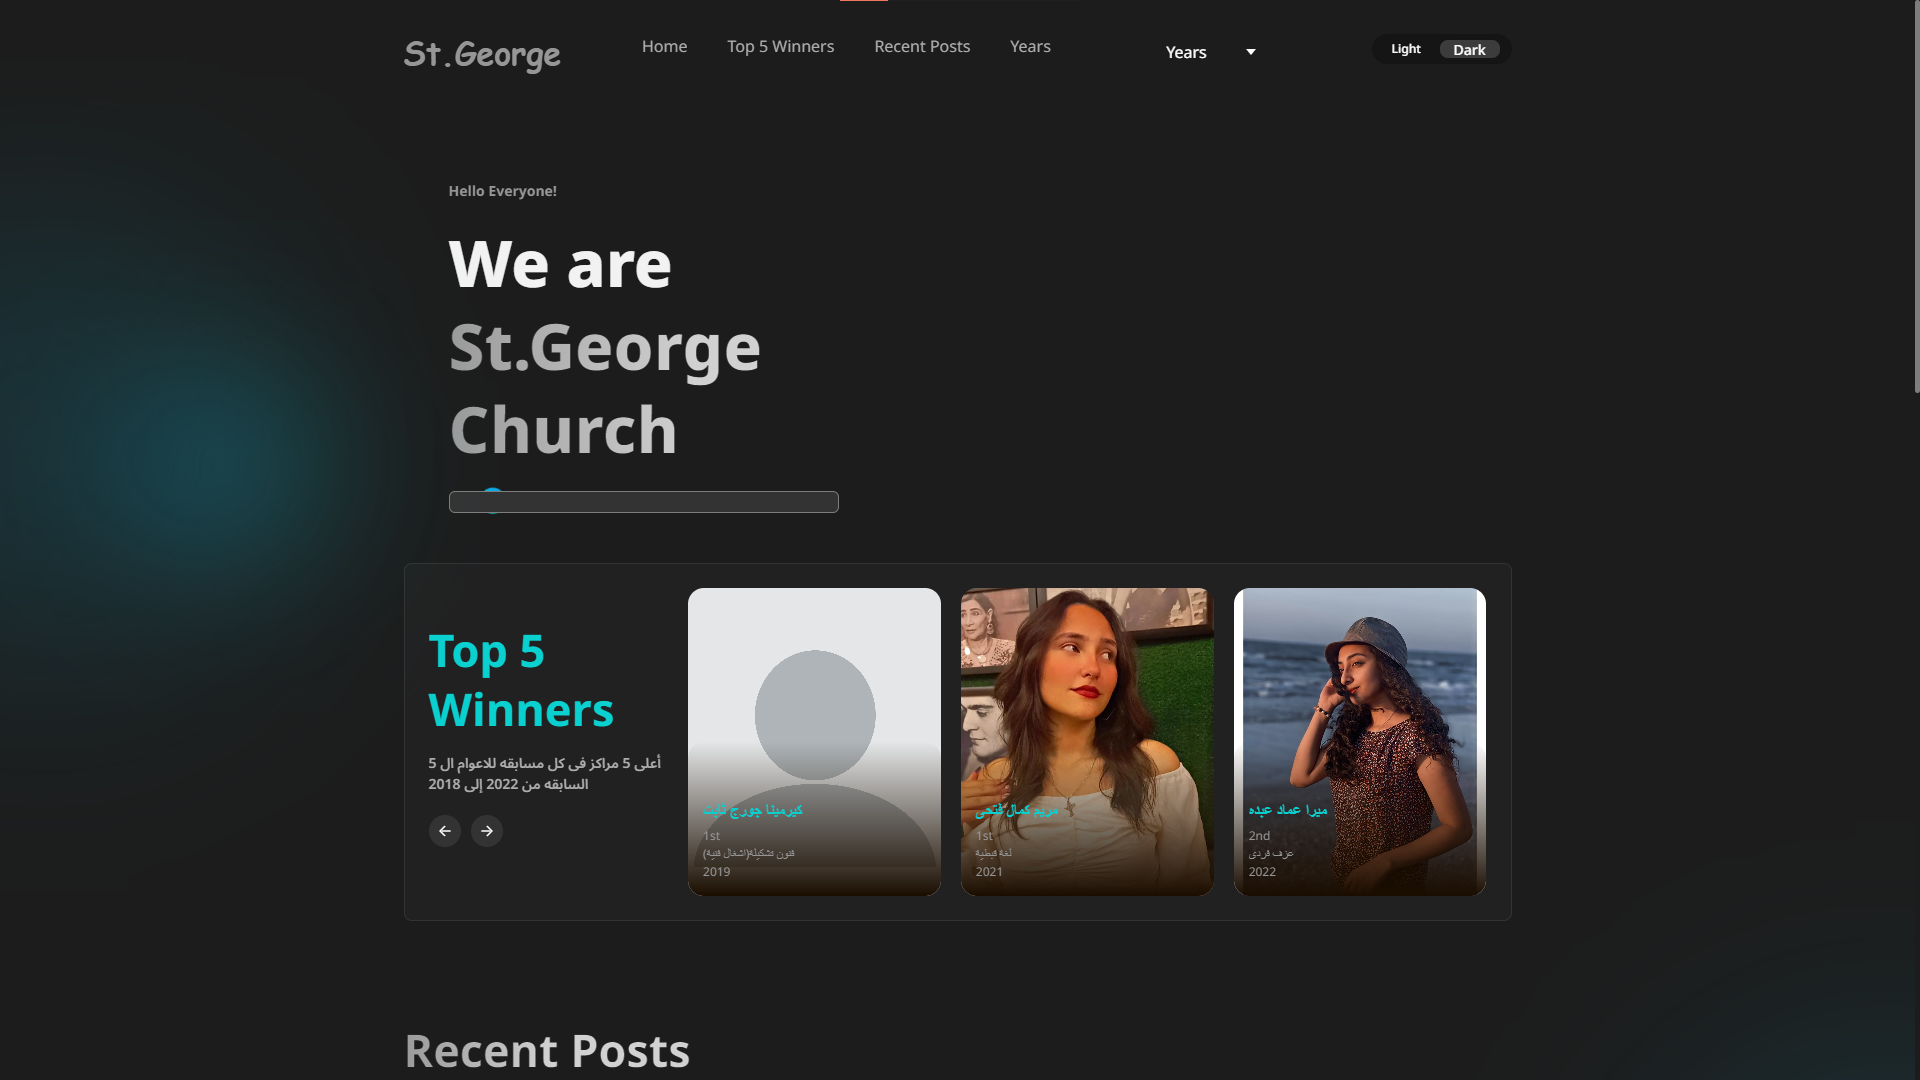 St.George
Home
Top 5 Winners
Recent Posts
Years
Years
Light
Dark
Hello Everyone!
We are
St.George
Church
Top 5
Winners
أعلى 5 مراكز فى كل مسابقه للاعوام ال 5
السابقه من 2022 إلى 2018
كيرمينا جورج ثابت
1st
فنون تشكيله(اشغال فنية)
2019
مريم كمال فتحى
1st
لغة قبطية
2021
ميرا عماد عبده
2nd
عزف فردى
2022
Recent Posts